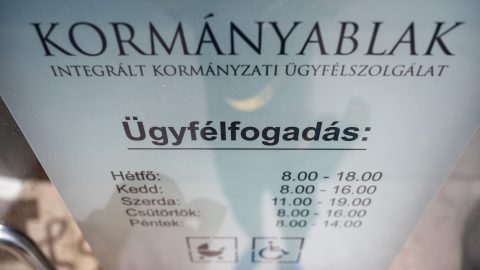 KORMÁNYABLAK
INTEGRÁLT KORMÁNYZATI ÜGYFÉLSZOLGÁLAT
Ügyfélfogadás:
Hétfő: 8.00 - 18.00
Kedd: 8.00 - 16.00
Szerda: 11.00 - 19.00
Csütörtök: 8.00 - 16.00
Péntek: 8.00 - 14.00